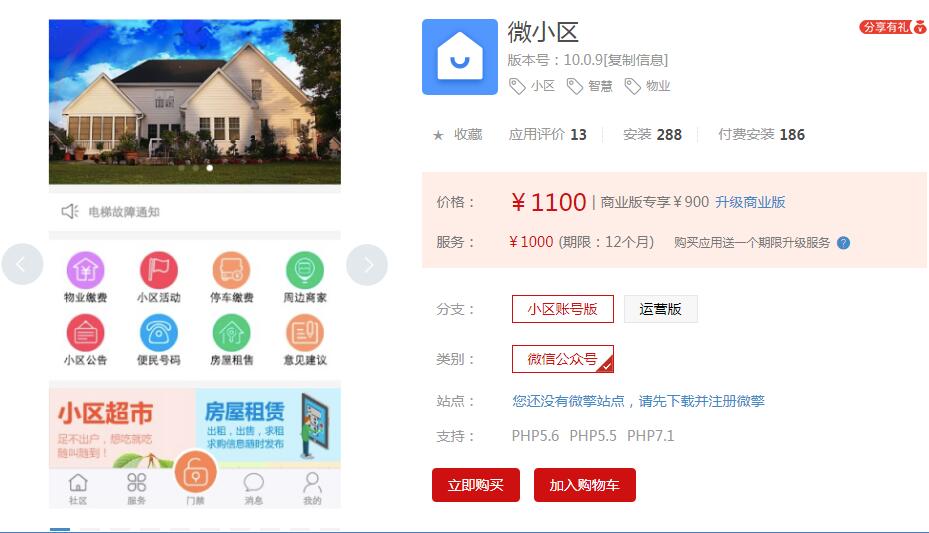 电梯故障通知
物业缴费 小区活动 停车缴费 周边商家
小区公告 便民号码 房屋租售 意见建议
小区超市
足不出户，想吃就吃
随叫随到！
房屋租赁
出租，出售，求租
求购信息随时发布
社区 服务 门禁 消息 我的
微小区
分享有礼
版本号：10.0.9[复制信息]
小区 智慧 物业
★ 收藏 应用评价 13 安装 288 付费安装 186
价格： ￥1100 | 商业版专享￥900 升级商业版
服务： ￥1000 (期限：12个月) 购买应用送一个期限升级服务 ?
分支： 小区账号版 运营版
类别： 微信公众号
站点： 您还没有微擎站点，请先下载并注册微擎
支持： PHP5.6 PHP5.5 PHP7.1
立即购买 加入购物车